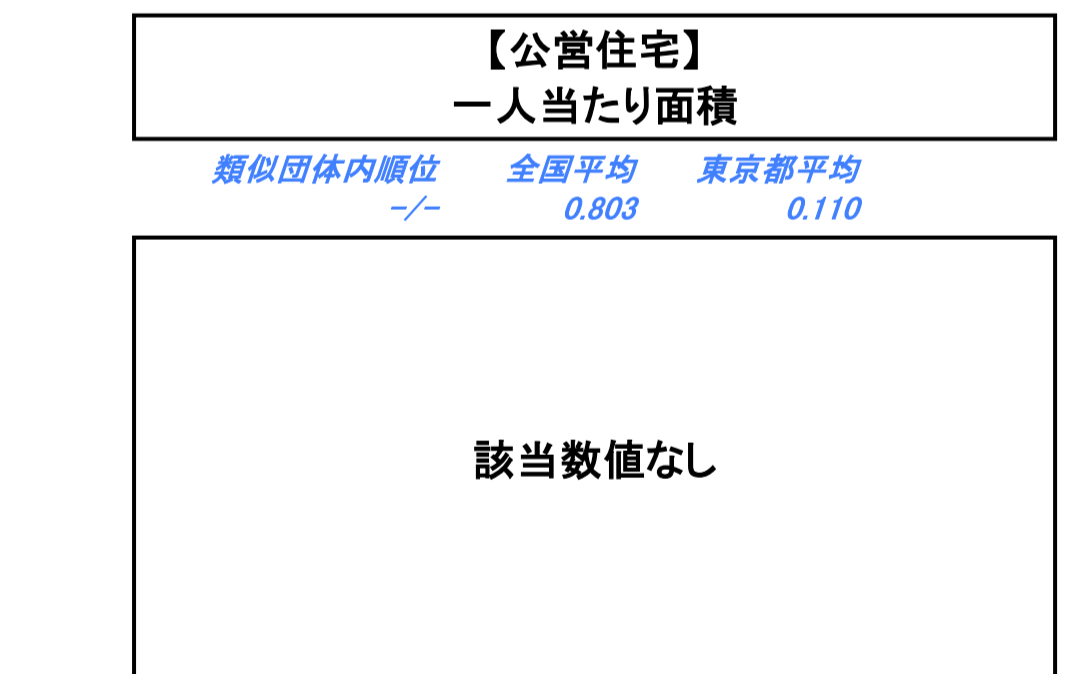 【公営住宅】
一人当たり面積
類似団体内順位 全国平均 東京都平均
-/- 0.803 0.110
該当数値なし